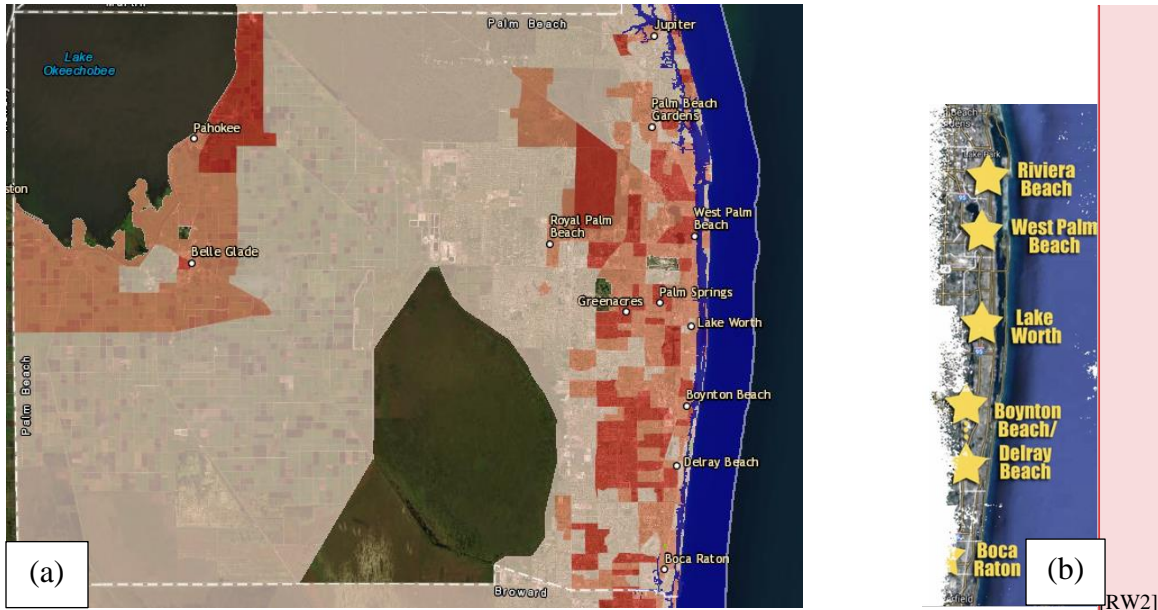 Palm Beach
Jupiter
Lake
Okeechobee
Palm Beach
Gardens
Pahokee
Royal Palm
Beach
West Palm
Beach
Belle Glade
Palm Springs
Greenacres
Lake Worth
Palm Beach
Boynton Beach
Delray Beach
Boca Raton
Broward
(a)
Lake Park
Riviera
Beach
West Palm
Beach
Lake
Worth
Boynton
Beach/
Delray
Beach
Boca
Raton
(b)